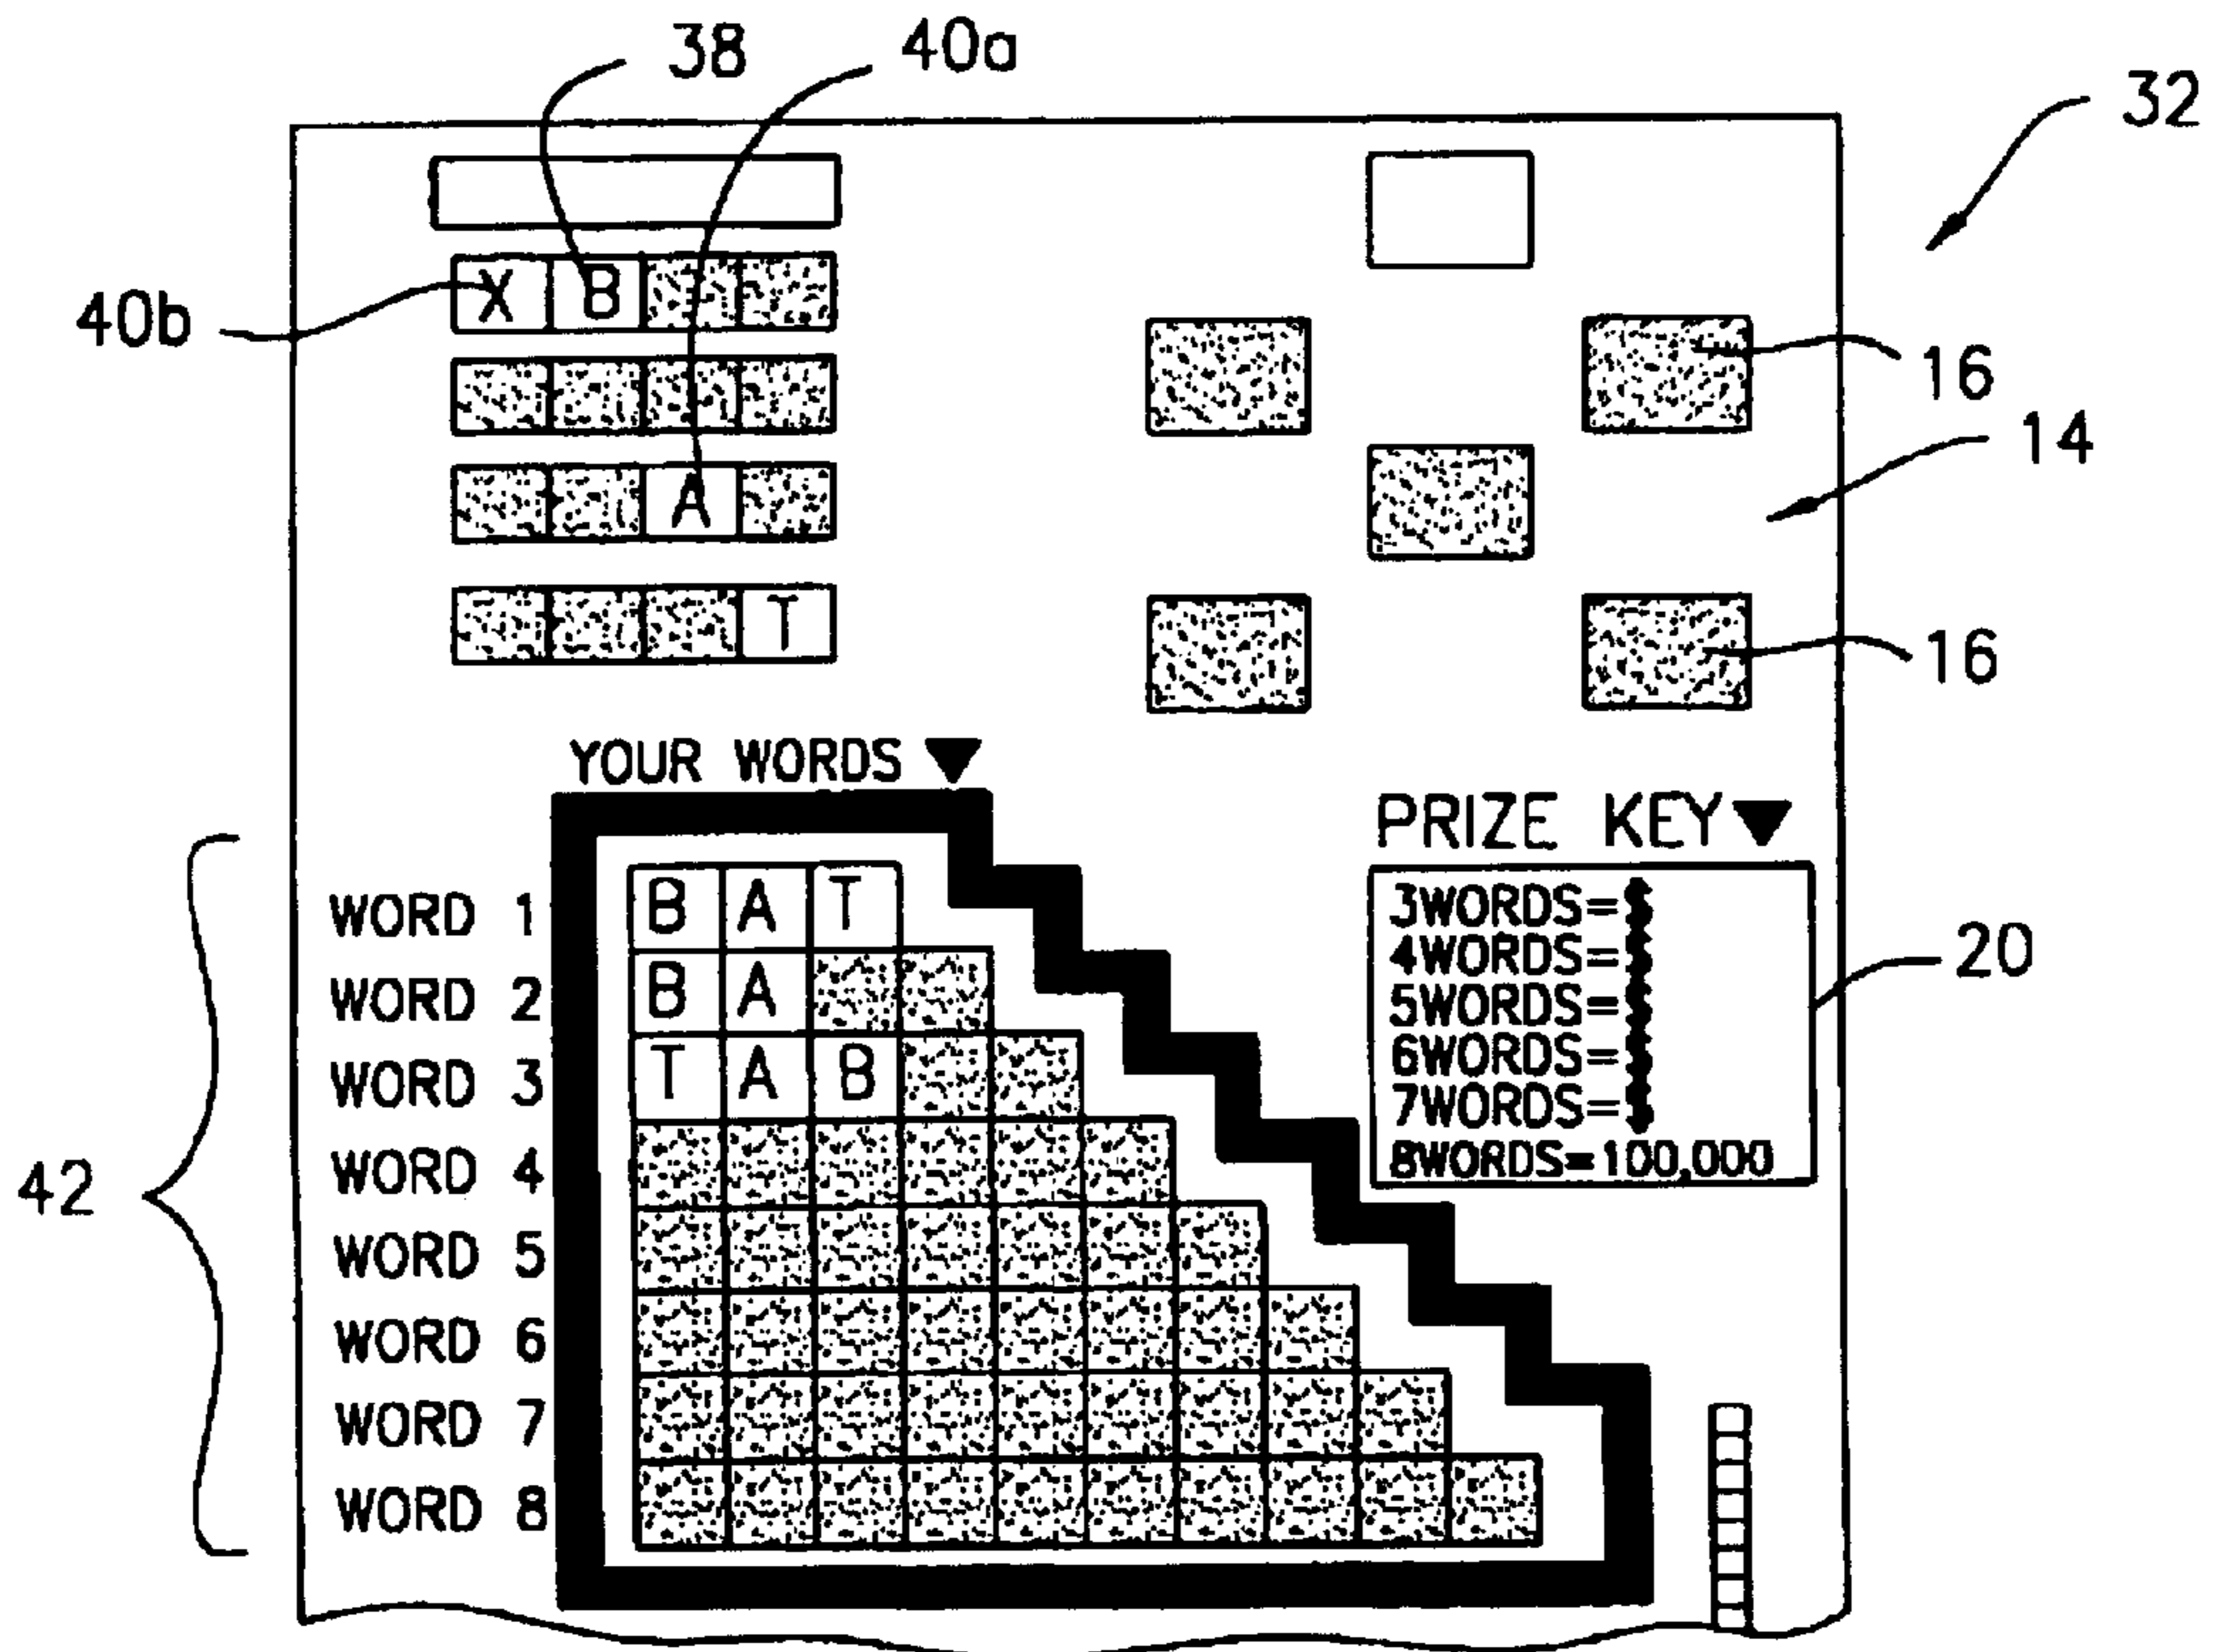 38
40a
32
40b
X B
16
A
14
T
16
YOUR WORDS ▼
PRIZE KEY ▼
WORD 1 B A T
WORD 2 B A
WORD 3 T A B
WORD 4
WORD 5
WORD 6
WORD 7
WORD 8
3WORDS=$
4WORDS=$
5WORDS=$
6WORDS=$
7WORDS=$
8WORDS=100,000
20
42